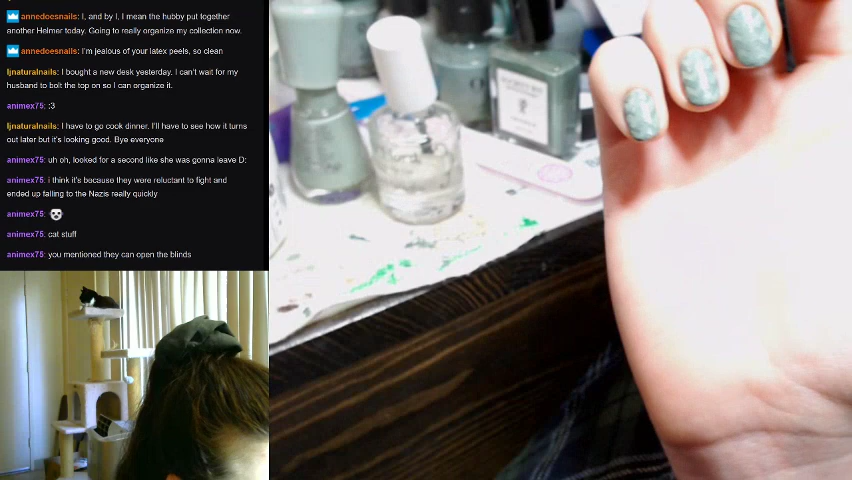 annedoesnails: I, and by I, I mean the hubby put together
another Helmer today. Going to really organize my collection now.
annedoesnails: I'm jealous of your latex peels, so clean
ljnaturalnails: I bought a new desk yesterday. I can't wait for my
husband to bolt the top on so I can organize it.
animex75: :3
ljnaturalnails: I have to go cook dinner. I'll have to see how it turns
out later but it's looking good. Bye everyone
animex75: uh oh, looked for a second like she was gonna leave D:
animex75: i think it's because they were reluctant to fight and
ended up falling to the Nazis really quickly
animex75:
animex75: cat stuff
animex75: you mentioned they can open the blinds